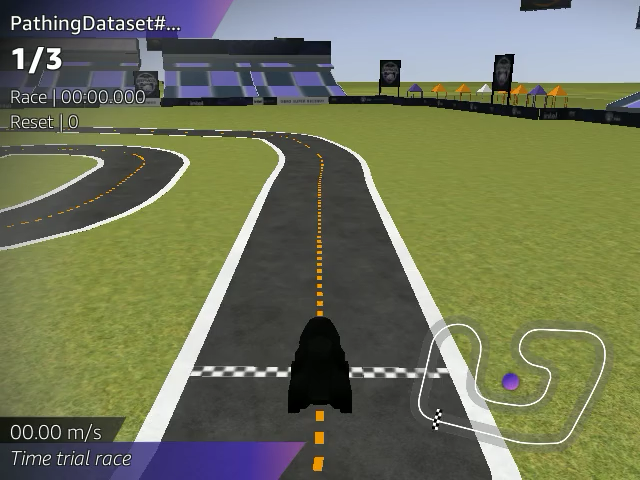 PathingDataset#...
1/3
Race | 00:00.000
Reset | 0
00.00 m/s
Time trial race